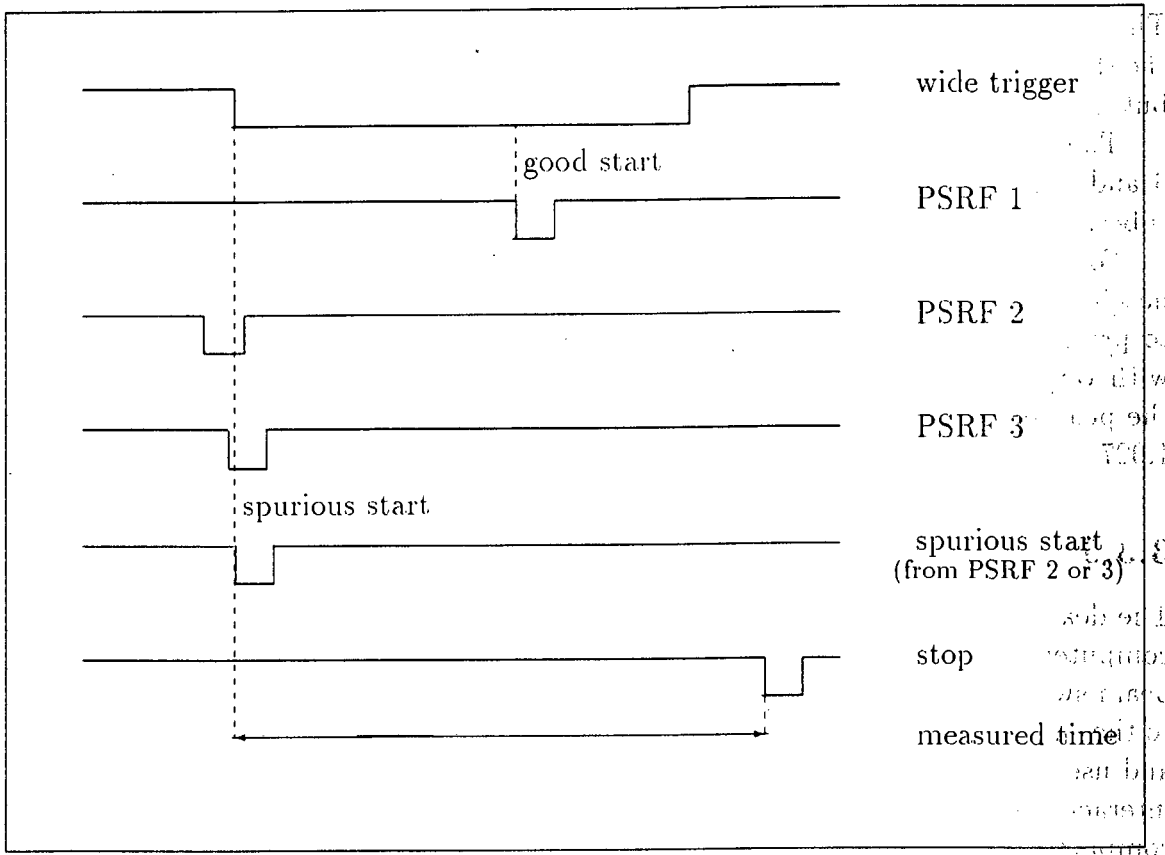 wide trigger
good start
PSRF 1
PSRF 2
PSRF 3
spurious start
spurious start
(from PSRF 2 or 3)
stop
measured time